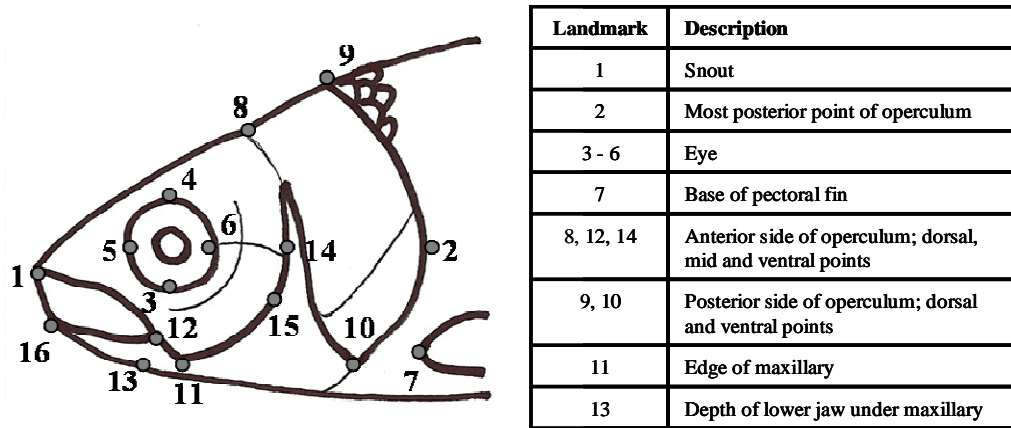 9
8
4
6
5
14
2
1
3
12
15
10
16
13
11
7
Landmark Description
1 Snout
2 Most posterior point of operculum
3 - 6 Eye
7 Base of pectoral fin
8, 12, 14 Anterior side of operculum; dorsal,
mid and ventral points
9, 10 Posterior side of operculum; dorsal
and ventral points
11 Edge of maxillary
13 Depth of lower jaw under maxillary